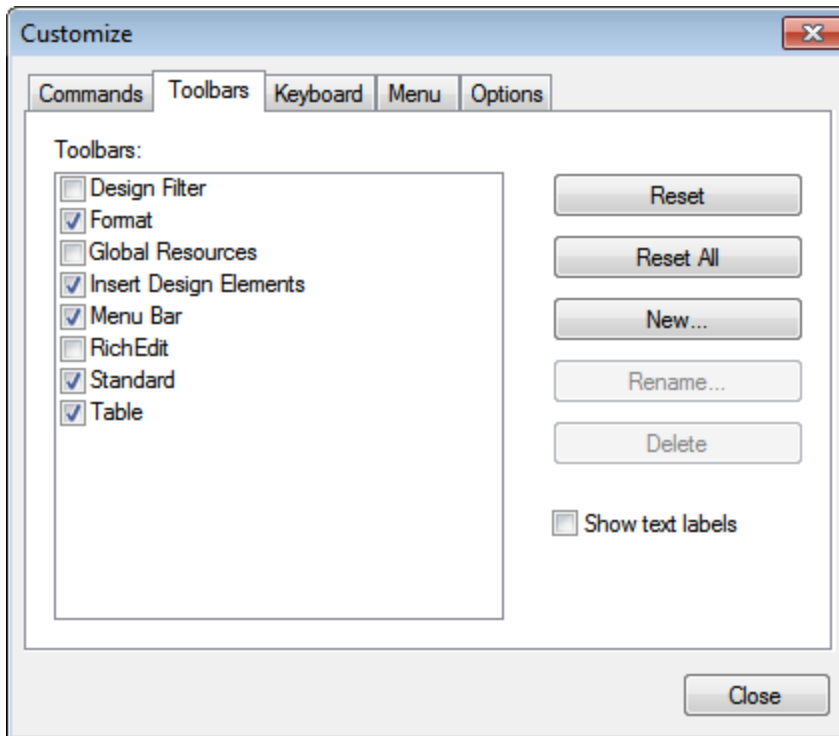 Customize
Commands Toolbars Keyboard Menu Options
Toolbars:
Design Filter
Format
Global Resources
Insert Design Elements
Menu Bar
RichEdit
Standard
Table
Reset
Reset All
New...
Rename...
Delete
Show text labels
Close